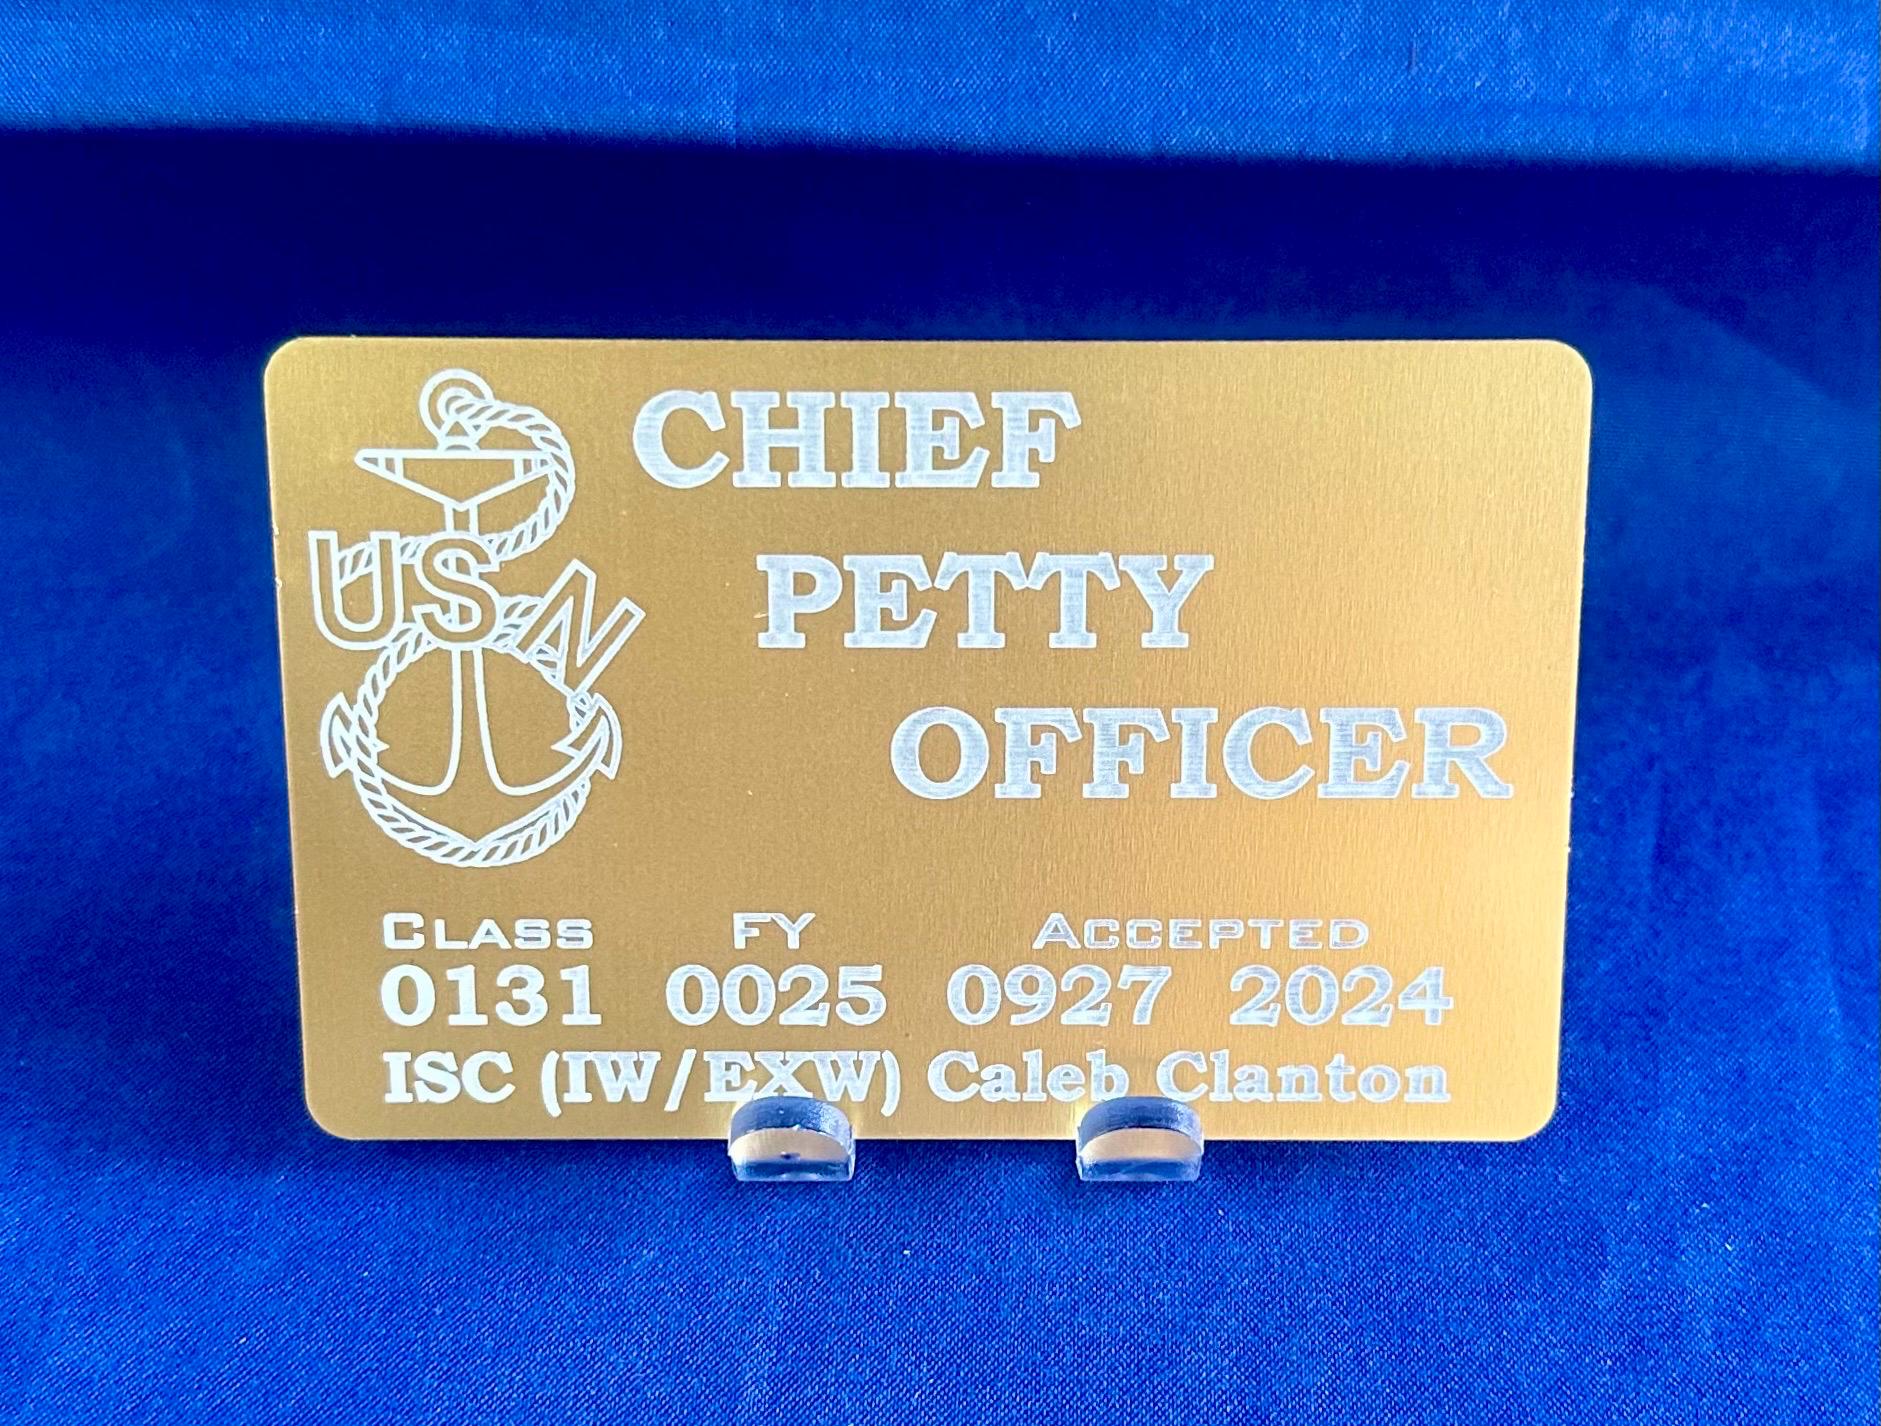 CHIEF
PETTY
OFFICER
USN
CLASS FY ACCEPTED
0131 0025 0927 2024
ISC (IW/EXW) Caleb Clanton